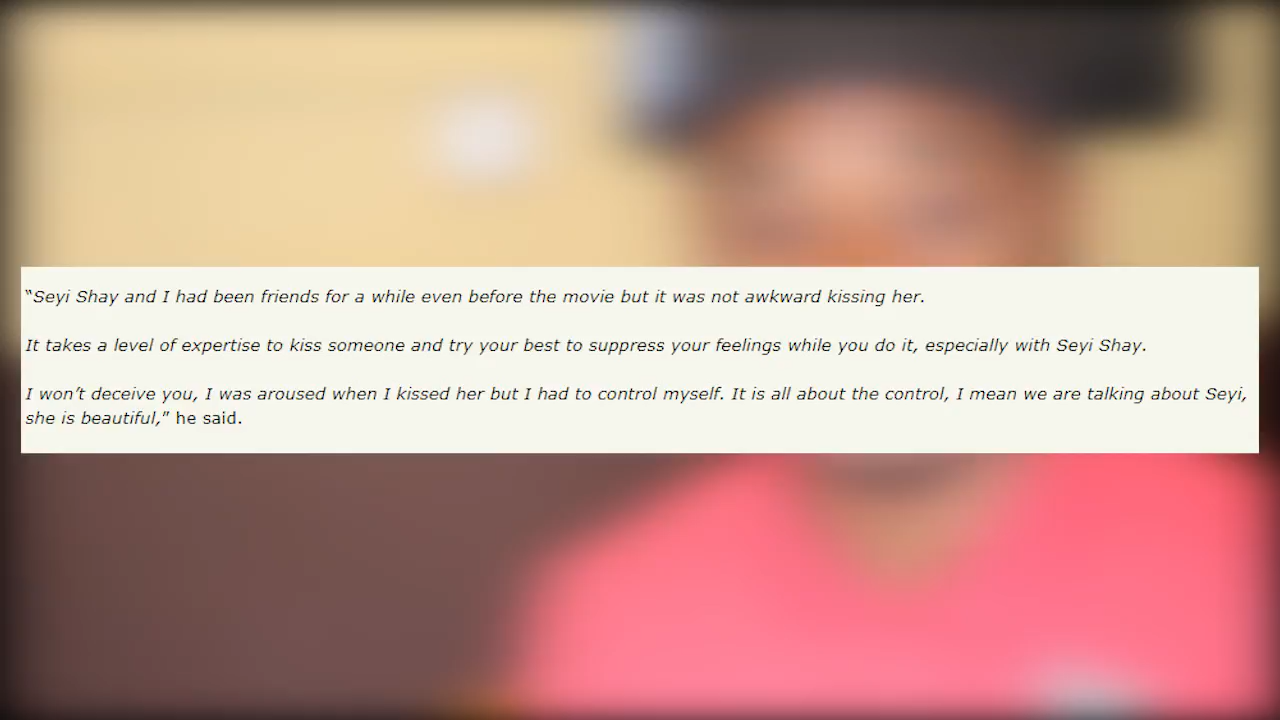 “Seyi Shay and I had been friends for a while even before the movie but it was not awkward kissing her.
It takes a level of expertise to kiss someone and try your best to suppress your feelings while you do it, especially with Seyi Shay.
I won’t deceive you, I was aroused when I kissed her but I had to control myself. It is all about the control, I mean we are talking about Seyi,
she is beautiful,” he said.